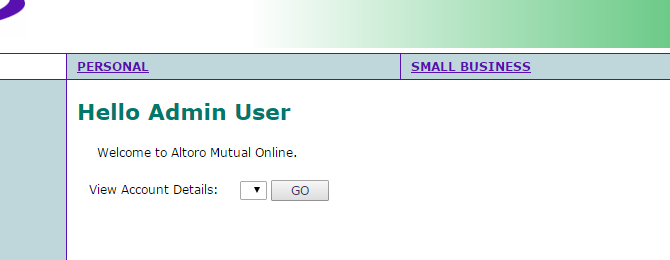 PERSONAL
SMALL BUSINESS
Hello Admin User
Welcome to Altoro Mutual Online.
View Account Details:
GO